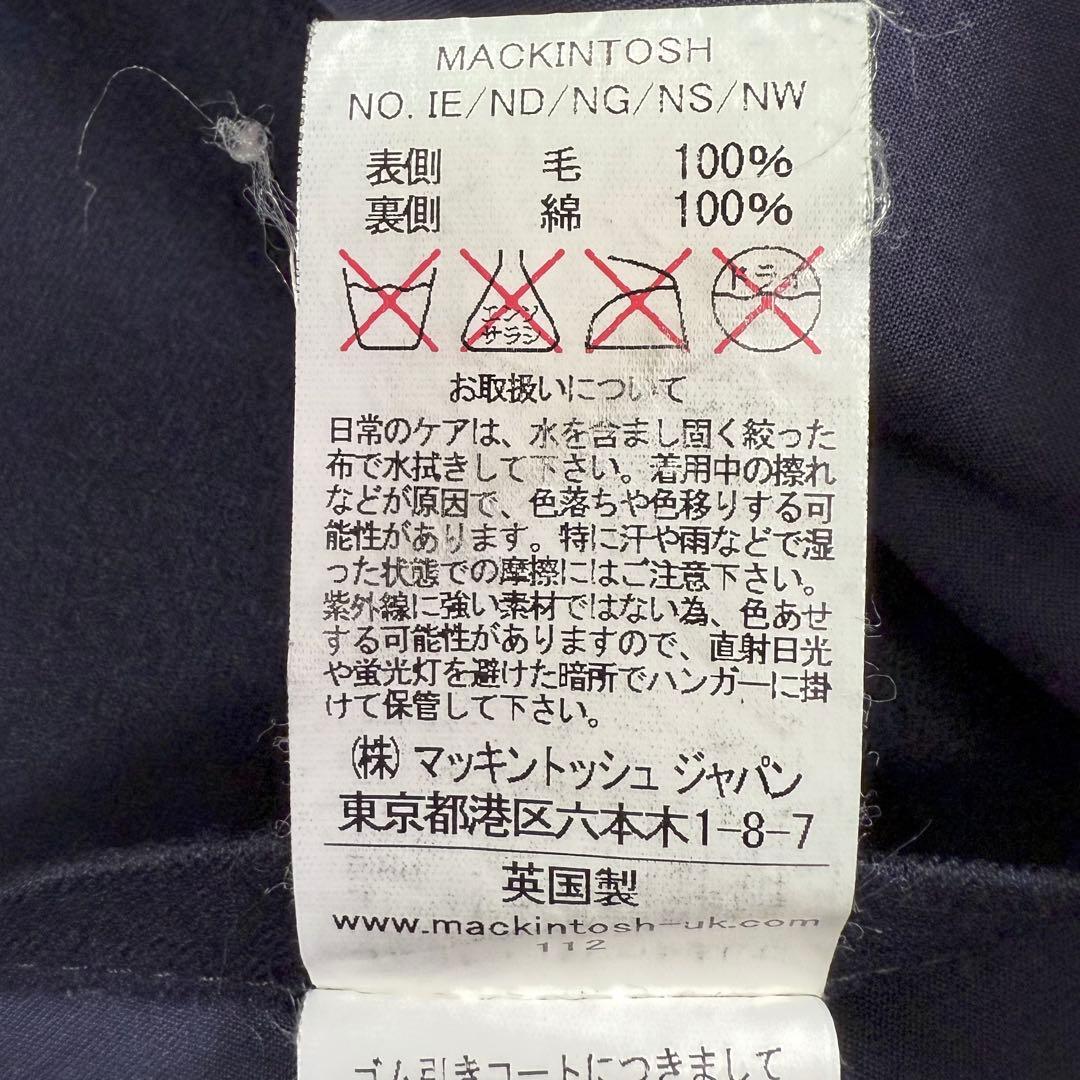 MACKINTOSH
NO. IE/ND/NG/NS/NW
表側 毛 100%
裏側 綿 100%
エンソ
サラシ
ドライ
お取扱いについて
日常のケアは、水を含まし固く絞った
布で水拭きして下さい。着用中の擦れ
などが原因で、色落ちや色移りする可
能性があります。特に汗や雨などで湿
った状態での摩擦にはご注意下さい。
紫外線に強い素材ではない為、色あせ
する可能性がありますので、直射日光
や蛍光灯を避けた暗所でハンガーに掛
けて保管して下さい。
(株) マッキントッシュ ジャパン
東京都港区六本木1-8-7
英国製
www.mackintosh-uk.com
112
ゴム引きコートにつきまして